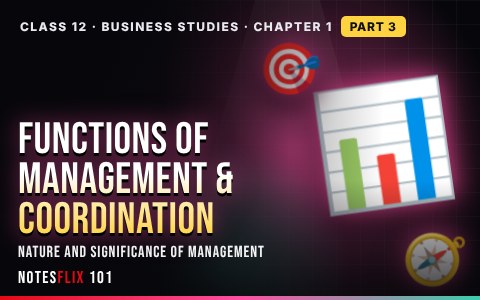 CLASS 12 · BUSINESS STUDIES · CHAPTER 1 PART 3
FUNCTIONS OF
MANAGEMENT &
COORDINATION
NATURE AND SIGNIFICANCE OF MANAGEMENT
NOTESFLIX 101